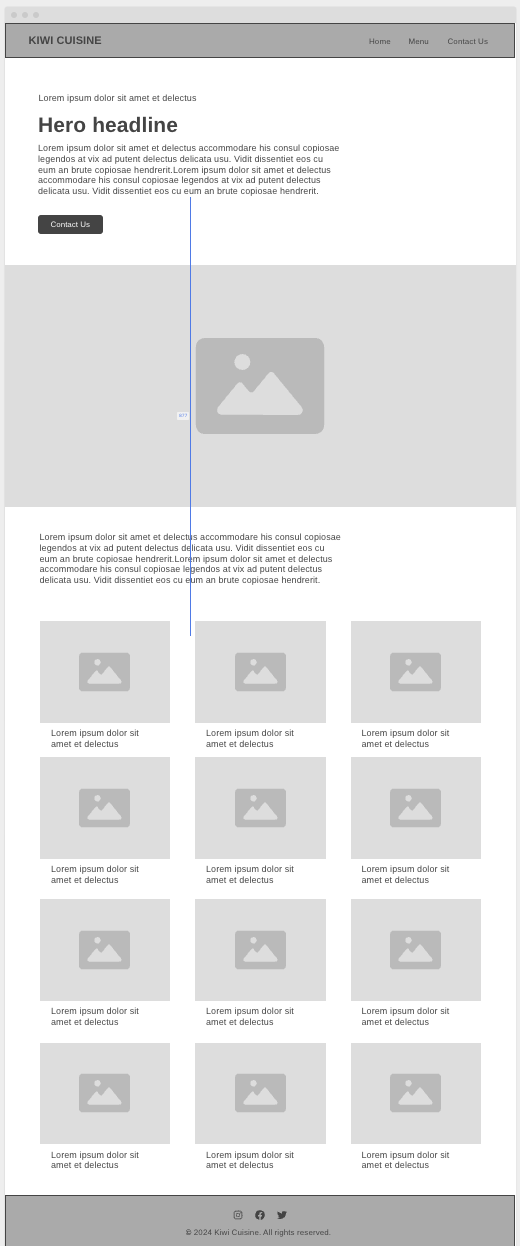 KIWI CUISINE
Home Menu Contact Us
Lorem ipsum dolor sit amet et delectus
Hero headline
Lorem ipsum dolor sit amet et delectus accommodare his consul copiosae
legendos at vix ad putent delectus delicata usu. Vidit dissentiet eos cu
eum an brute copiosae hendrerit.Lorem ipsum dolor sit amet et delectus
accommodare his consul copiosae legendos at vix ad putent delectus
delicata usu. Vidit dissentiet eos cu eum an brute copiosae hendrerit.
Contact Us
Lorem ipsum dolor sit amet et delectus accommodare his consul copiosae
legendos at vix ad putent delectus delicata usu. Vidit dissentiet eos cu
eum an brute copiosae hendrerit.Lorem ipsum dolor sit amet et delectus
accommodare his consul copiosae legendos at vix ad putent delectus
delicata usu. Vidit dissentiet eos cu eum an brute copiosae hendrerit.
Lorem ipsum dolor sit
amet et delectus
Lorem ipsum dolor sit
amet et delectus
Lorem ipsum dolor sit
amet et delectus
Lorem ipsum dolor sit
amet et delectus
Lorem ipsum dolor sit
amet et delectus
Lorem ipsum dolor sit
amet et delectus
Lorem ipsum dolor sit
amet et delectus
Lorem ipsum dolor sit
amet et delectus
Lorem ipsum dolor sit
amet et delectus
Lorem ipsum dolor sit
amet et delectus
Lorem ipsum dolor sit
amet et delectus
Lorem ipsum dolor sit
amet et delectus
© 2024 Kiwi Cuisine. All rights reserved.